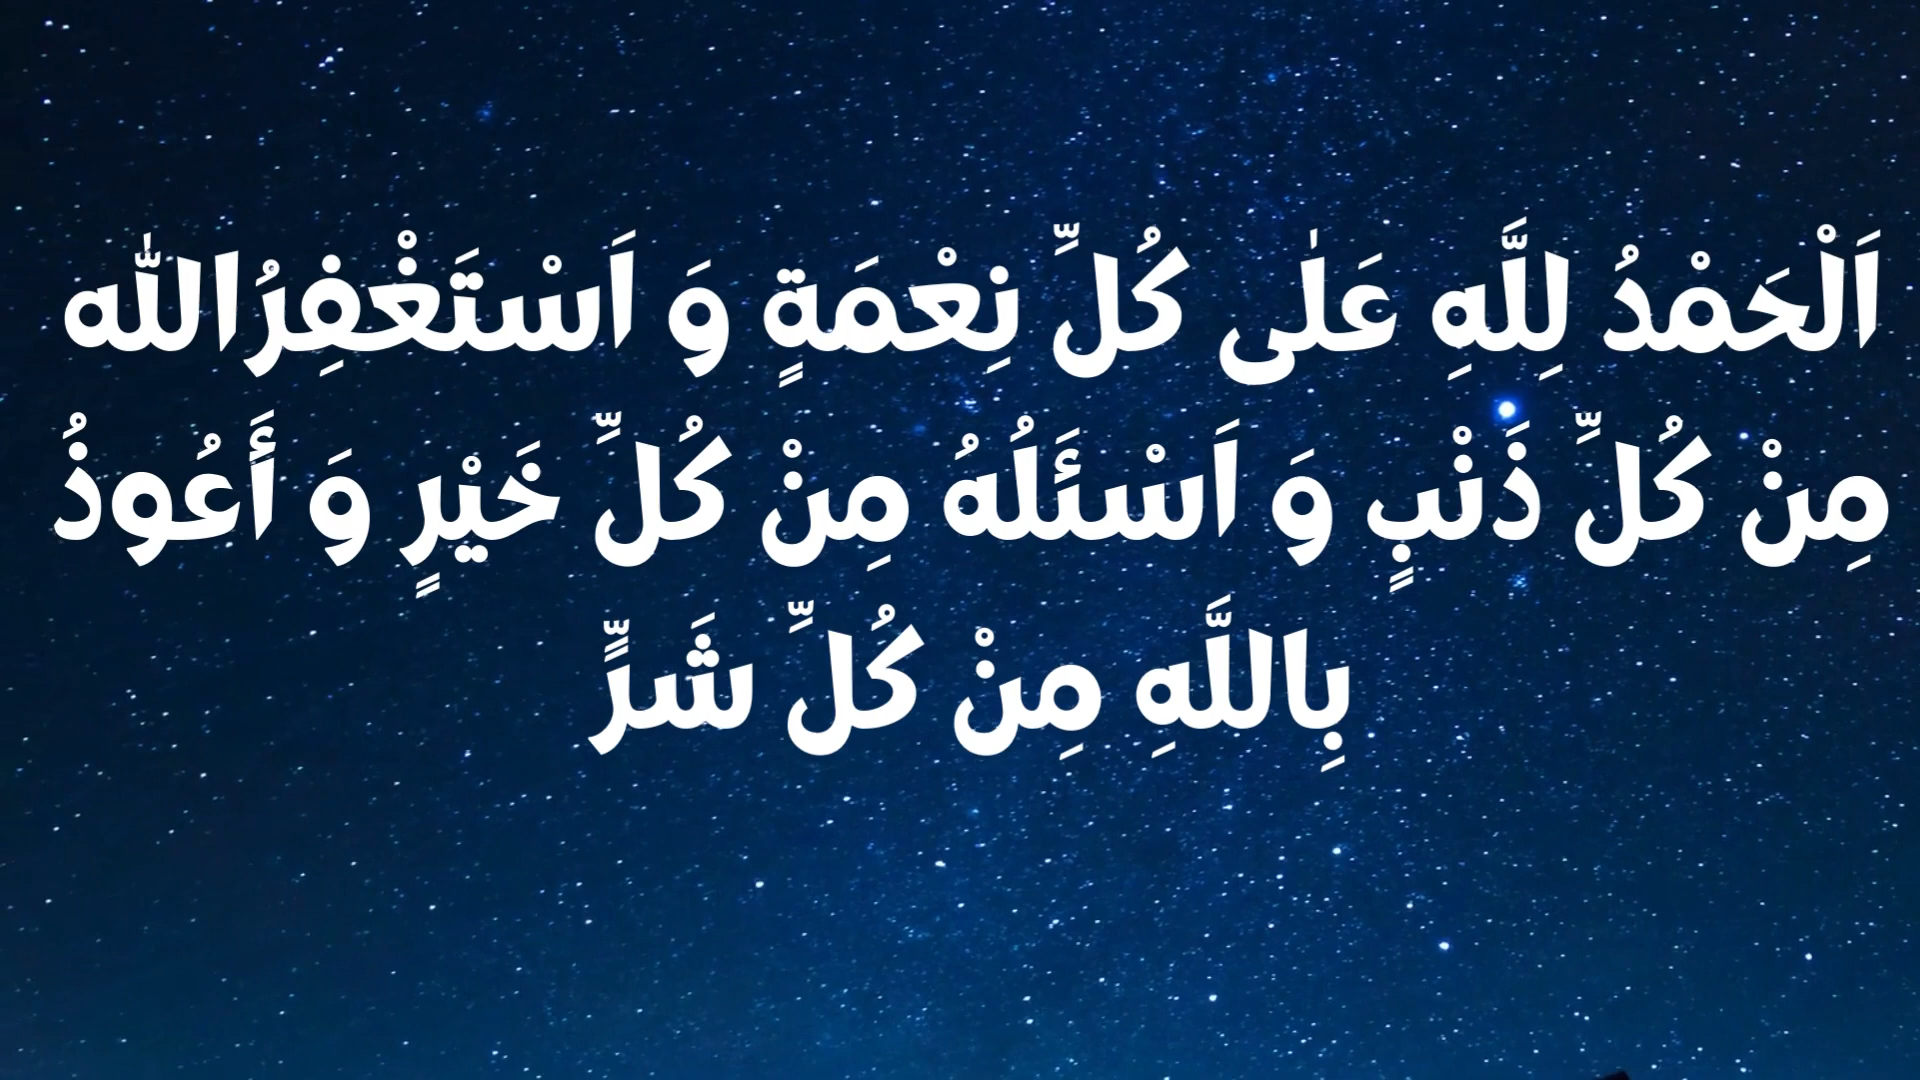 اَلْحَمْدُ لِلَّهِ عَلٰى كُلِّ نِعْمَةٍ وَ اَسْتَغْفِرُاللّٰه
مِنْ كُلِّ ذَنْبٍ وَ اَسْئَلُهُ مِنْ كُلِّ خَيْرٍ وَ أَعُوذُ
بِاللَّهِ مِنْ كُلِّ شَرٍّ